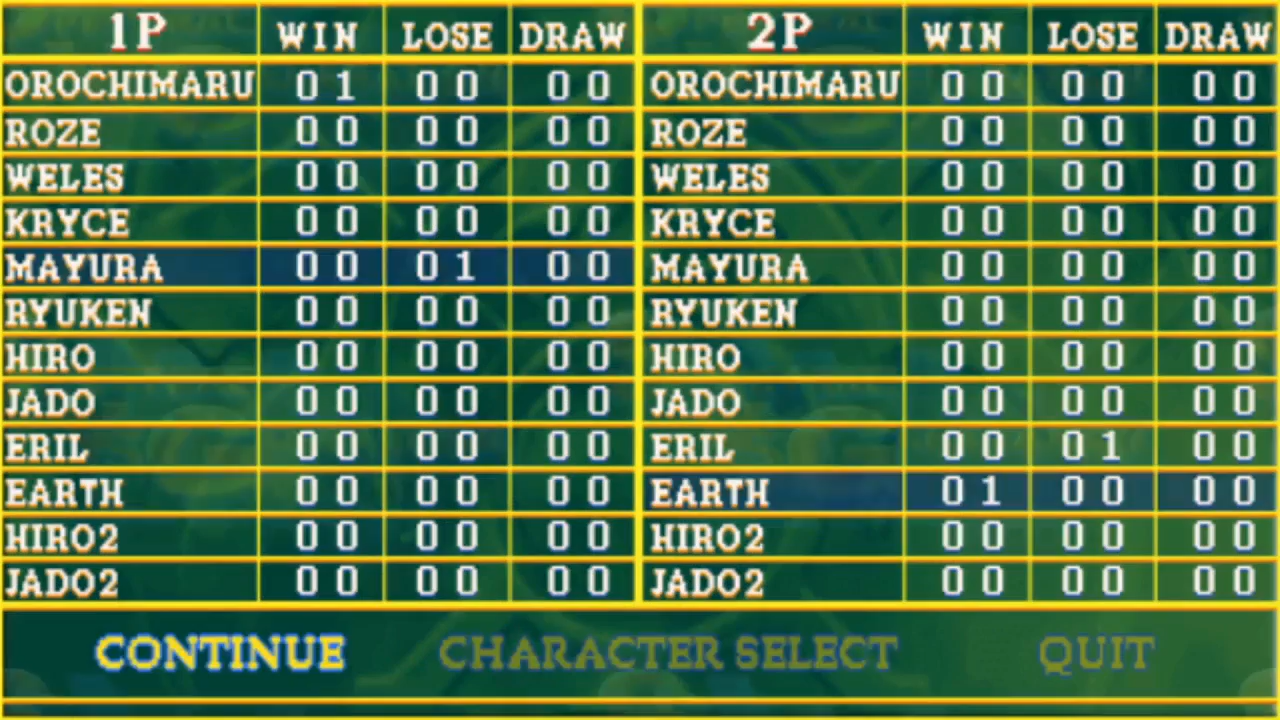 1P WIN LOSE DRAW 2P WIN LOSE DRAW
OROCHIMARU 01 00 00 OROCHIMARU 00 00 00
ROZE 00 00 00 ROZE 00 00 00
WELES 00 00 00 WELES 00 00 00
KRYCE 00 00 00 KRYCE 00 00 00
MAYURA 00 01 00 MAYURA 00 00 00
RYUKEN 00 00 00 RYUKEN 00 00 00
HIRO 00 00 00 HIRO 00 00 00
JADO 00 00 00 JADO 00 00 00
ERIL 00 00 00 ERIL 00 01 00
EARTH 00 00 00 EARTH 01 00 00
HIRO2 00 00 00 HIRO2 00 00 00
JADO2 00 00 00 JADO2 00 00 00
CONTINUE CHARACTER SELECT QUIT